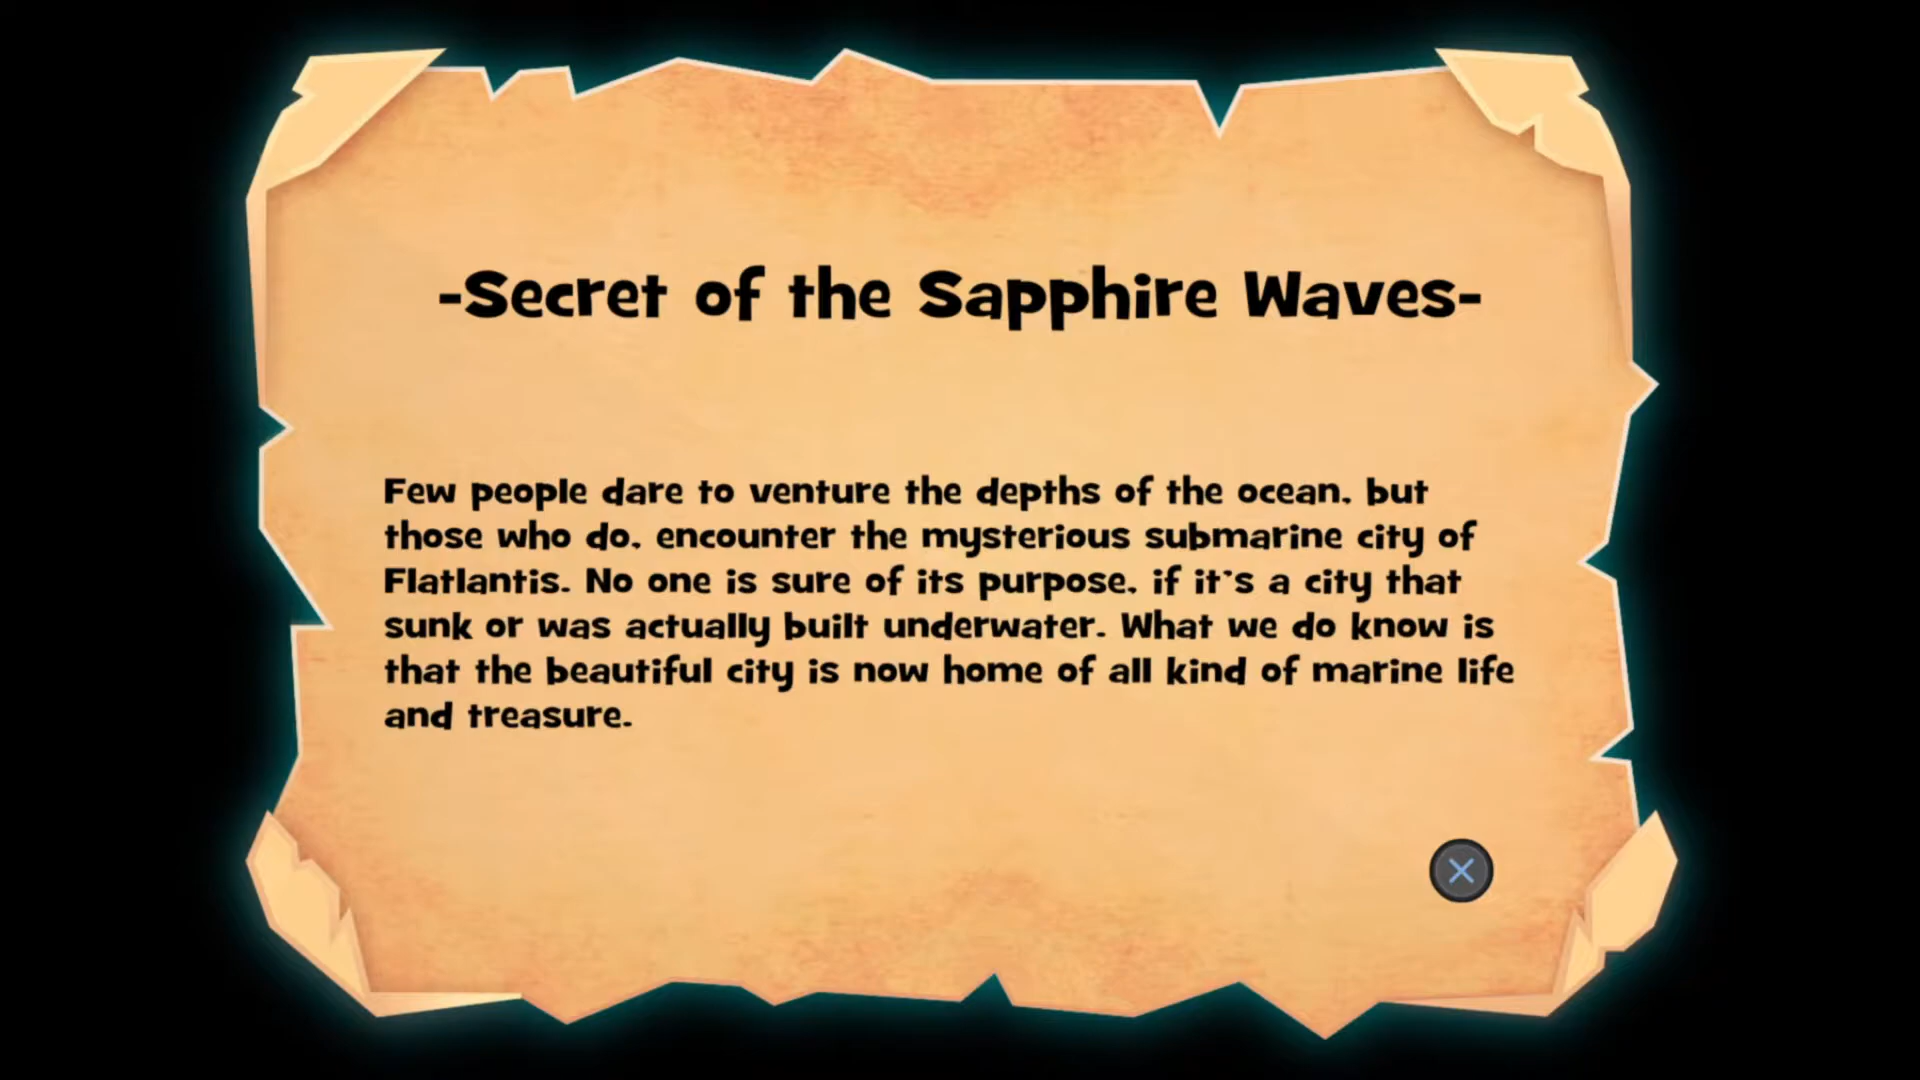 -Secret of the Sapphire Waves-
Few people dare to venture the depths of the ocean, but
those who do, encounter the mysterious submarine city of
Flatlantis. No one is sure of its purpose, if it's a city that
sunk or was actually built underwater. What we do know is
that the beautiful city is now home of all kind of marine life
and treasure.